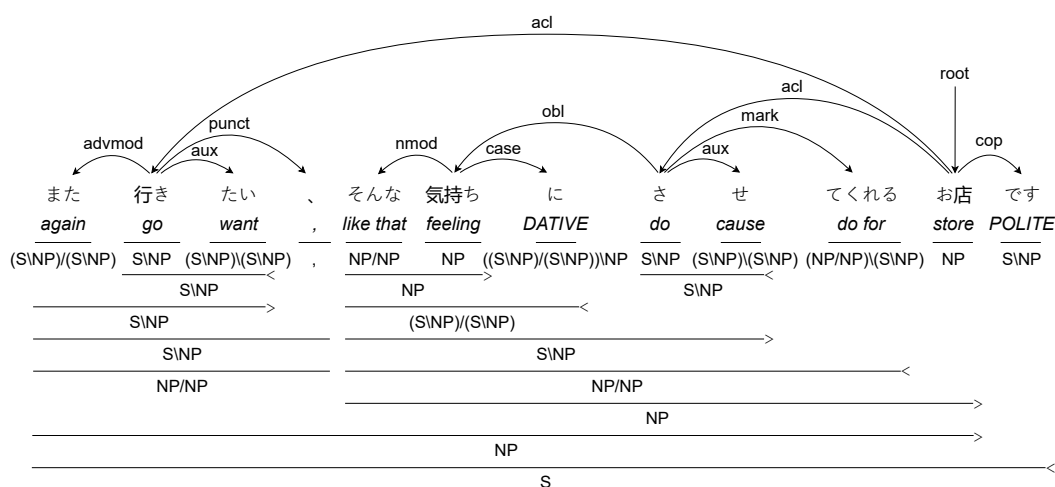 acl
root
acl
punct
obl
mark
advmod
aux
nmod
case
aux
cop
また 行き たい 、 そんな 気持ち に さ せ てくれる お店 です
again go want , like that feeling DATIVE do cause do for store POLITE
(S\NP)/(S\NP) S\NP (S\NP)\(S\NP) , NP/NP NP ((S\NP)/(S\NP))\NP S\NP (S\NP)\(S\NP) (NP/NP)\(S\NP) NP S\NP
< > <
S\NP NP S\NP
> <
S\NP (S\NP)/(S\NP)
>
S\NP S\NP
<
NP/NP NP/NP
>
NP
>
NP
<
S